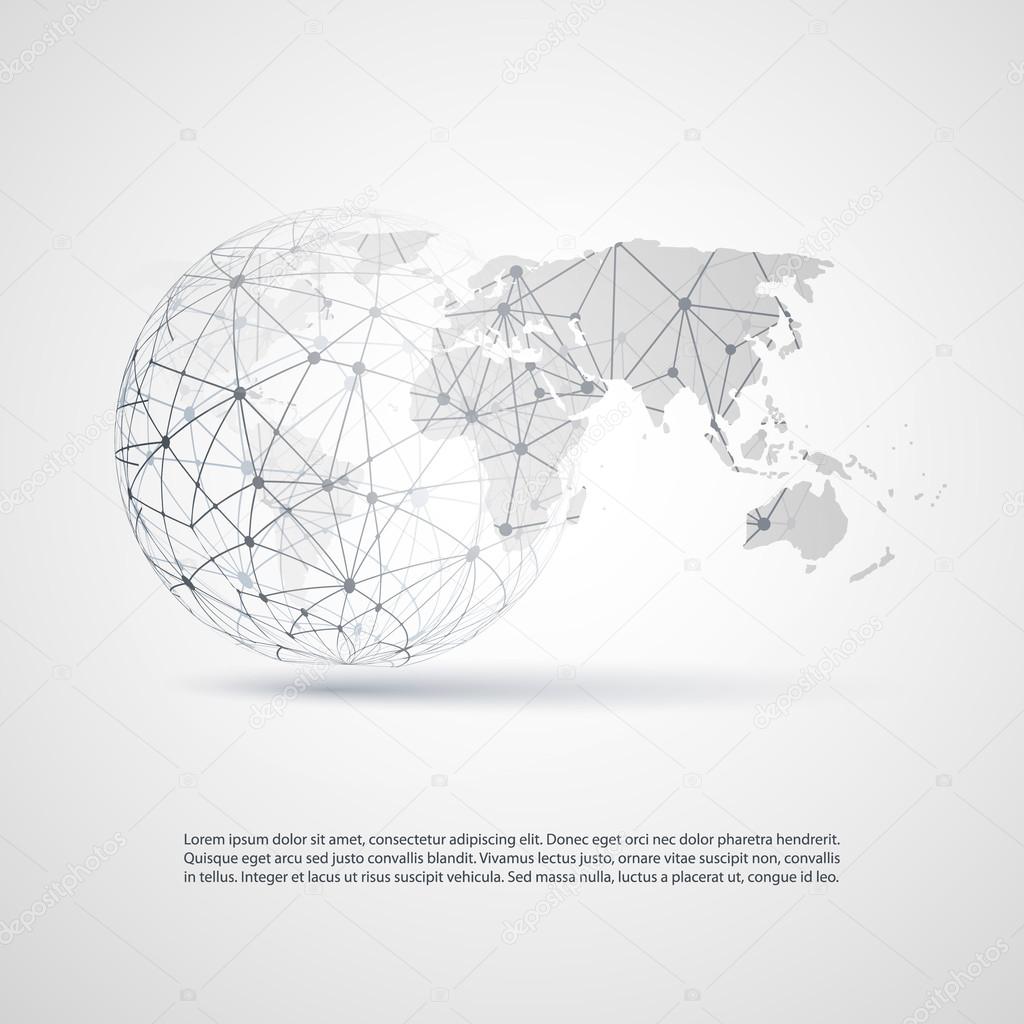 Lorem ipsum dolor sit amet, consectetur adipiscing elit. Donec eget orci nec dolor pharetra hendrerit.
Quisque eget arcu sed justo convallis blandit. Vivamus lectus justo, ornare vitae suscipit non, convallis
in tellus. Integer et lacus ut risus suscipit vehicula. Sed massa nulla, luctus a placerat ut, congue id leo.
depositphotos